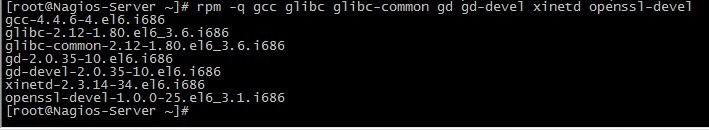 [root@Nagios-Server ~]# rpm -q gcc glibc glibc-common gd gd-devel xinetd openssl-devel
gcc-4.4.6-4.el6.i686
glibc-2.12-1.80.el6_3.6.i686
glibc-common-2.12-1.80.el6_3.6.i686
gd-2.0.35-10.el6.i686
gd-devel-2.0.35-10.el6.i686
xinetd-2.3.14-34.el6.i686
openssl-devel-1.0.0-25.el6_3.1.i686
[root@Nagios-Server ~]#